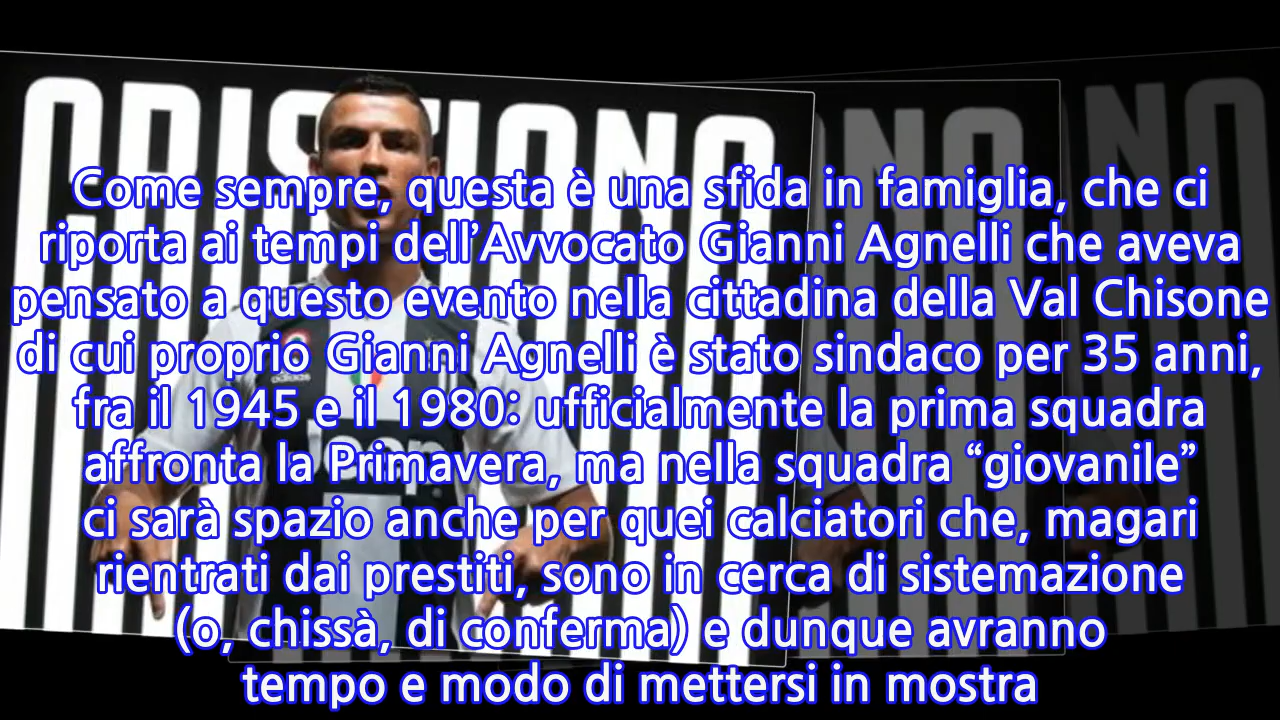 CRISTIANO
Come sempre, questa è una sfida in famiglia, che ci
riporta ai tempi dell’Avvocato Gianni Agnelli che aveva
pensato a questo evento nella cittadina della Val Chisone
di cui proprio Gianni Agnelli è stato sindaco per 35 anni,
fra il 1945 e il 1980: ufficialmente la prima squadra
affronta la Primavera, ma nella squadra “giovanile”
ci sarà spazio anche per quei calciatori che, magari
rientrati dai prestiti, sono in cerca di sistemazione
(o, chissà, di conferma) e dunque avranno
tempo e modo di mettersi in mostra
adidas
Jeep